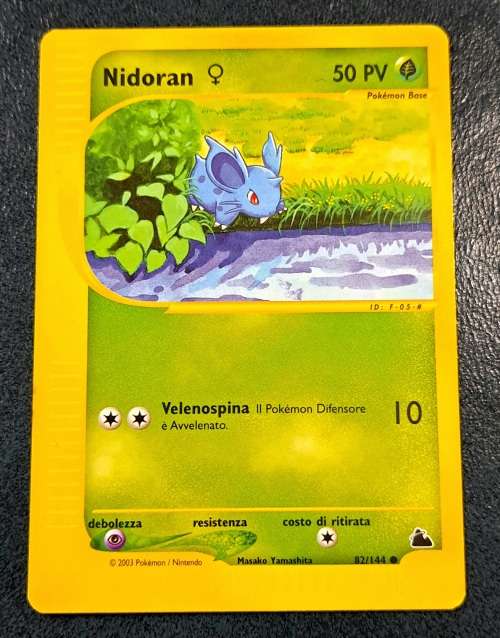 Nidoran ♀ 50 PV
Pokémon Base
ID: F-05-#
Velenospina Il Pokémon Difensore 10
è Avvelenato.
debolezza resistenza costo di ritirata
© 2003 Pokémon / Nintendo Masako Yamashita 82/144 ●